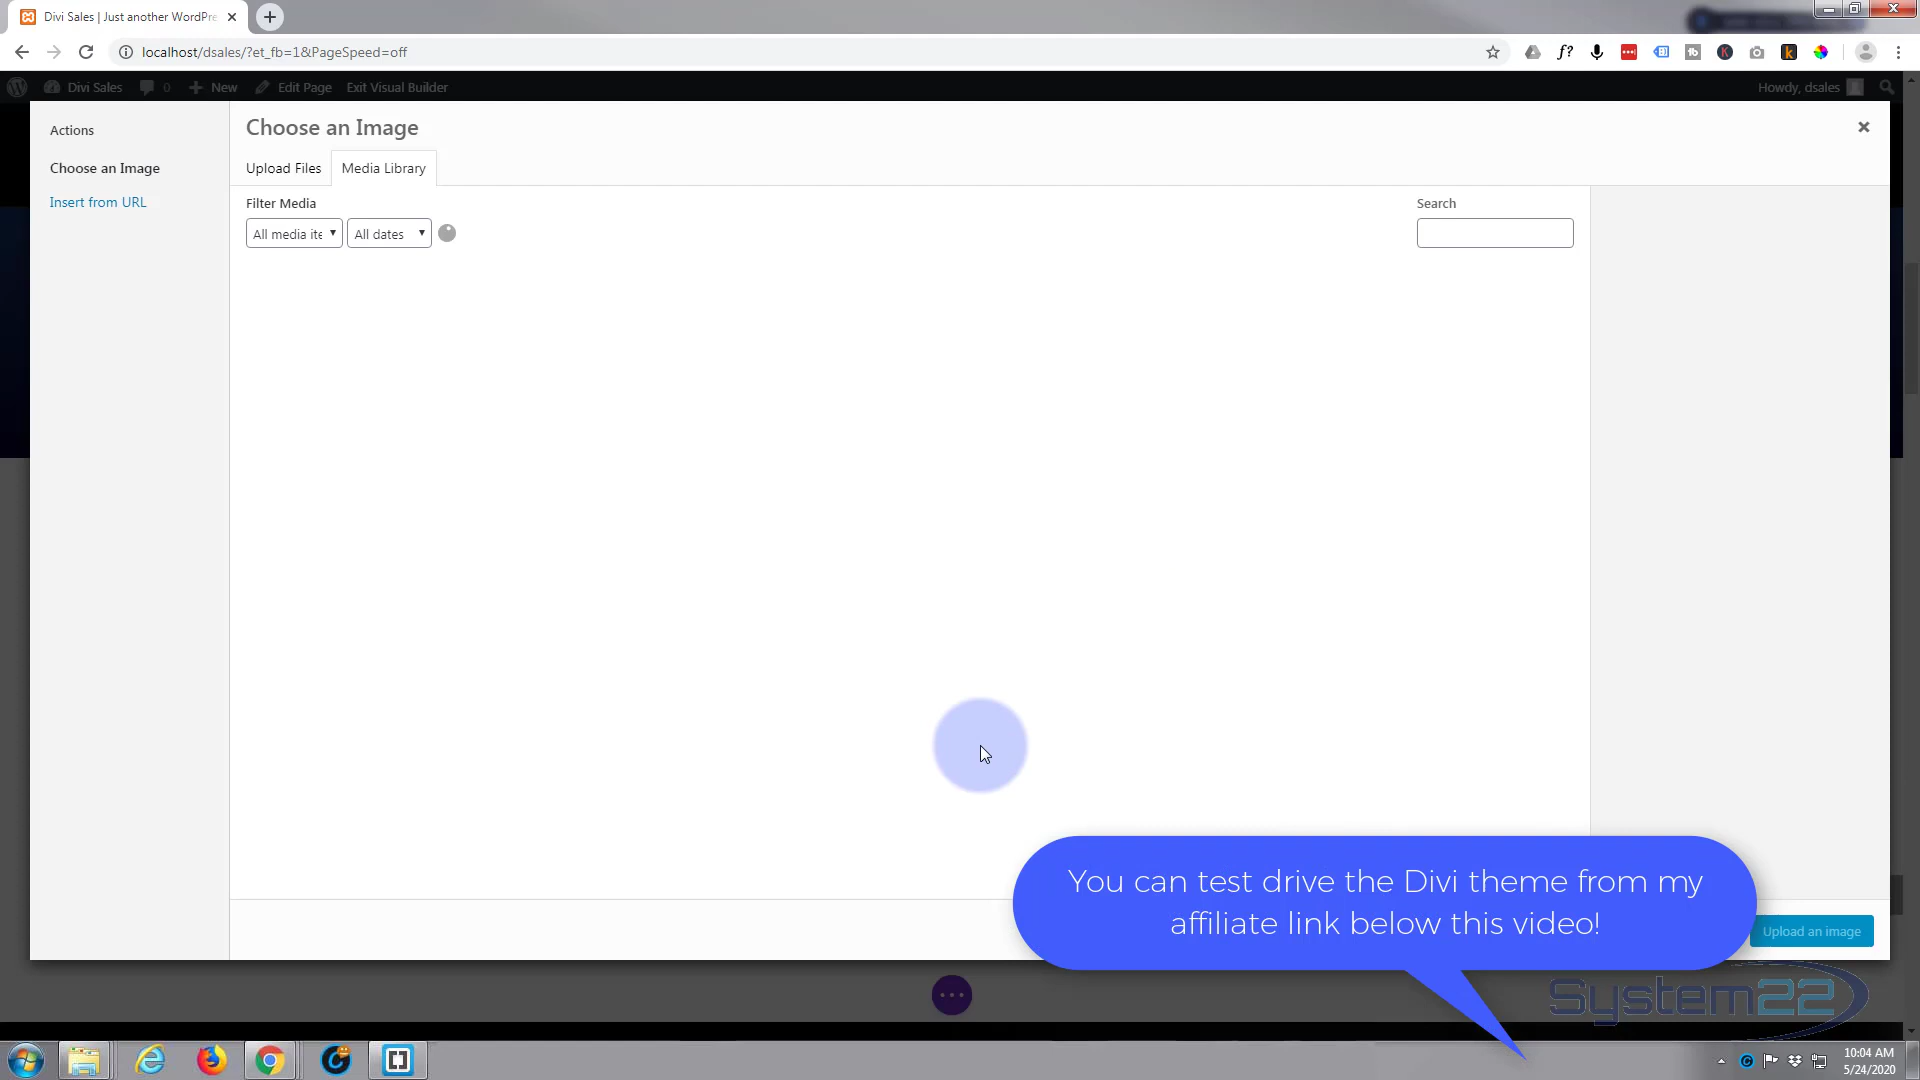 Divi Sales | Just another WordPre
localhost/dsales/?et_fb=1&PageSpeed=off
Divi Sales 0 New Edit Page Exit Visual Builder Howdy, dsales
Actions
Choose an Image
Insert from URL
Choose an Image
Upload Files Media Library
Filter Media
All media ite All dates
Search
You can test drive the Divi theme from my
affiliate link below this video!
Upload an image
System22
10:04 AM
5/24/2020